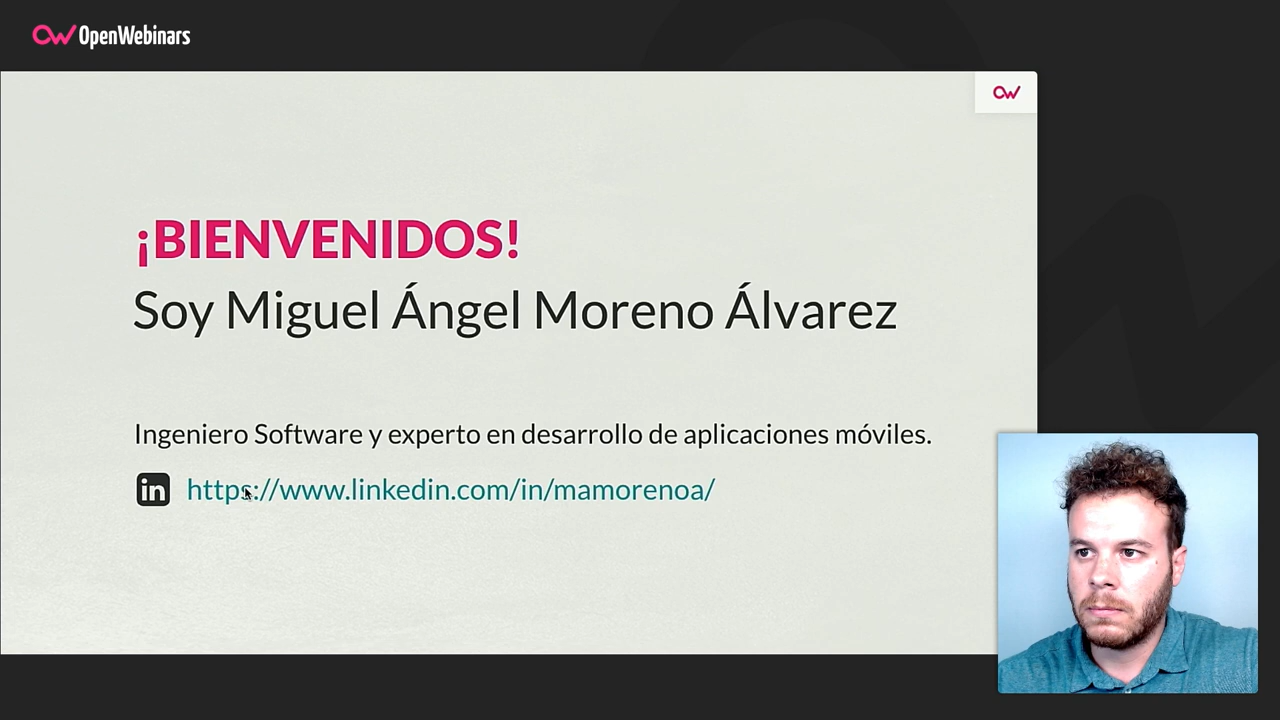 OpenWebinars
¡BIENVENIDOS!
Soy Miguel Ángel Moreno Álvarez
Ingeniero Software y experto en desarrollo de aplicaciones móviles.
in https://www.linkedin.com/in/mamorenoa/